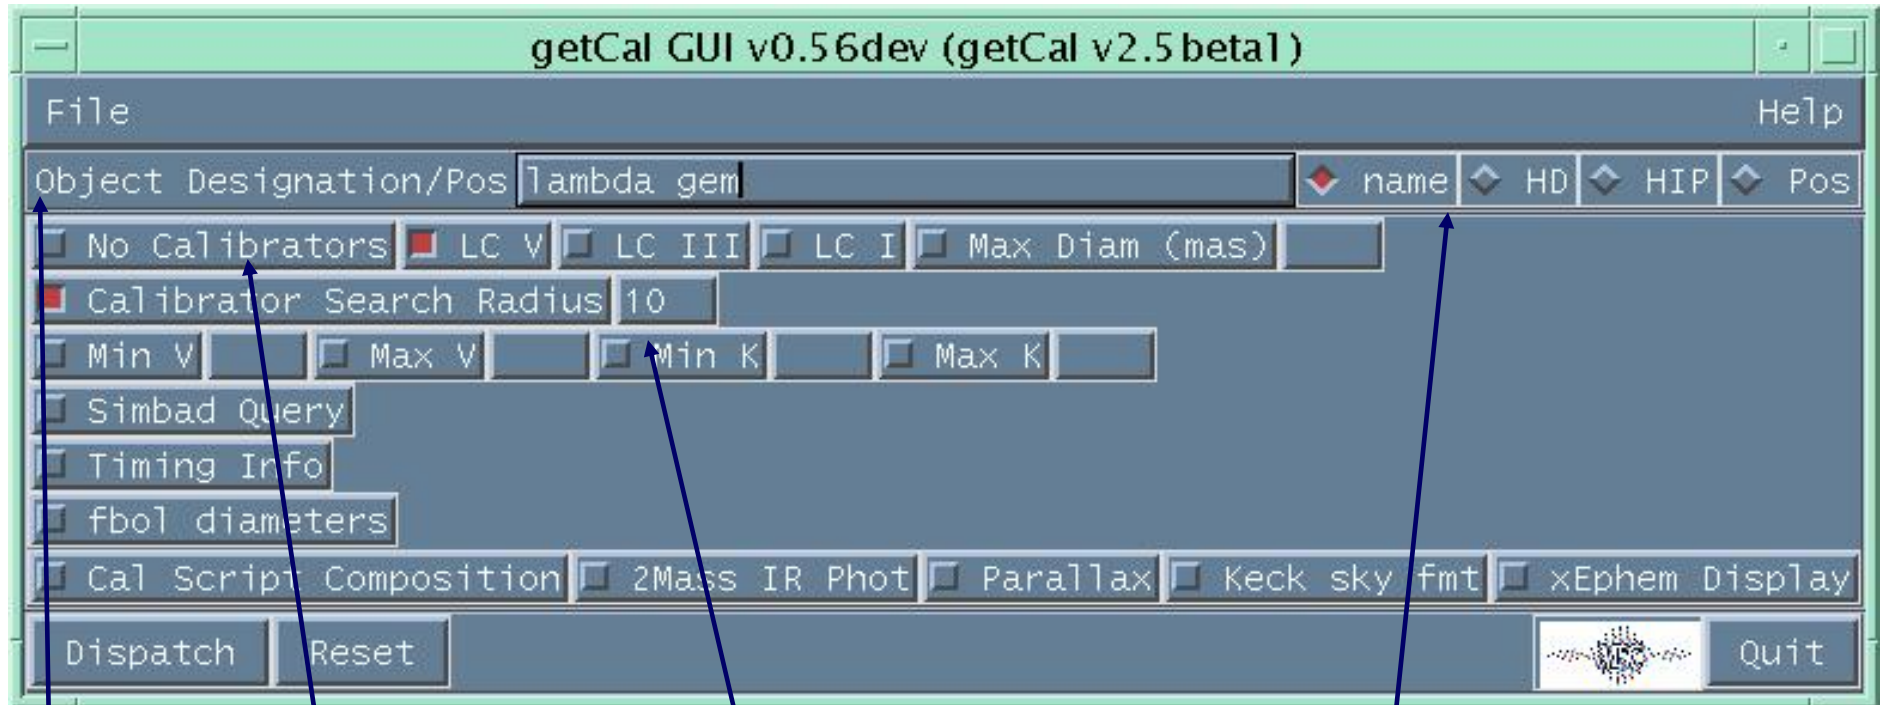 getCal GUI v0.56dev (getCal v2.5beta1)
File Help
Object Designation/Pos lambda gem name HD HIP Pos
No Calibrators LC V LC III LC I Max Diam (mas)
Calibrator Search Radius 10
Min V Max V Min K Max K
Simbad Query
Timing Info
fbol diameters
Cal Script Composition 2Mass IR Phot Parallax Keck sky fmt xEphem Display
Dispatch Reset Quit